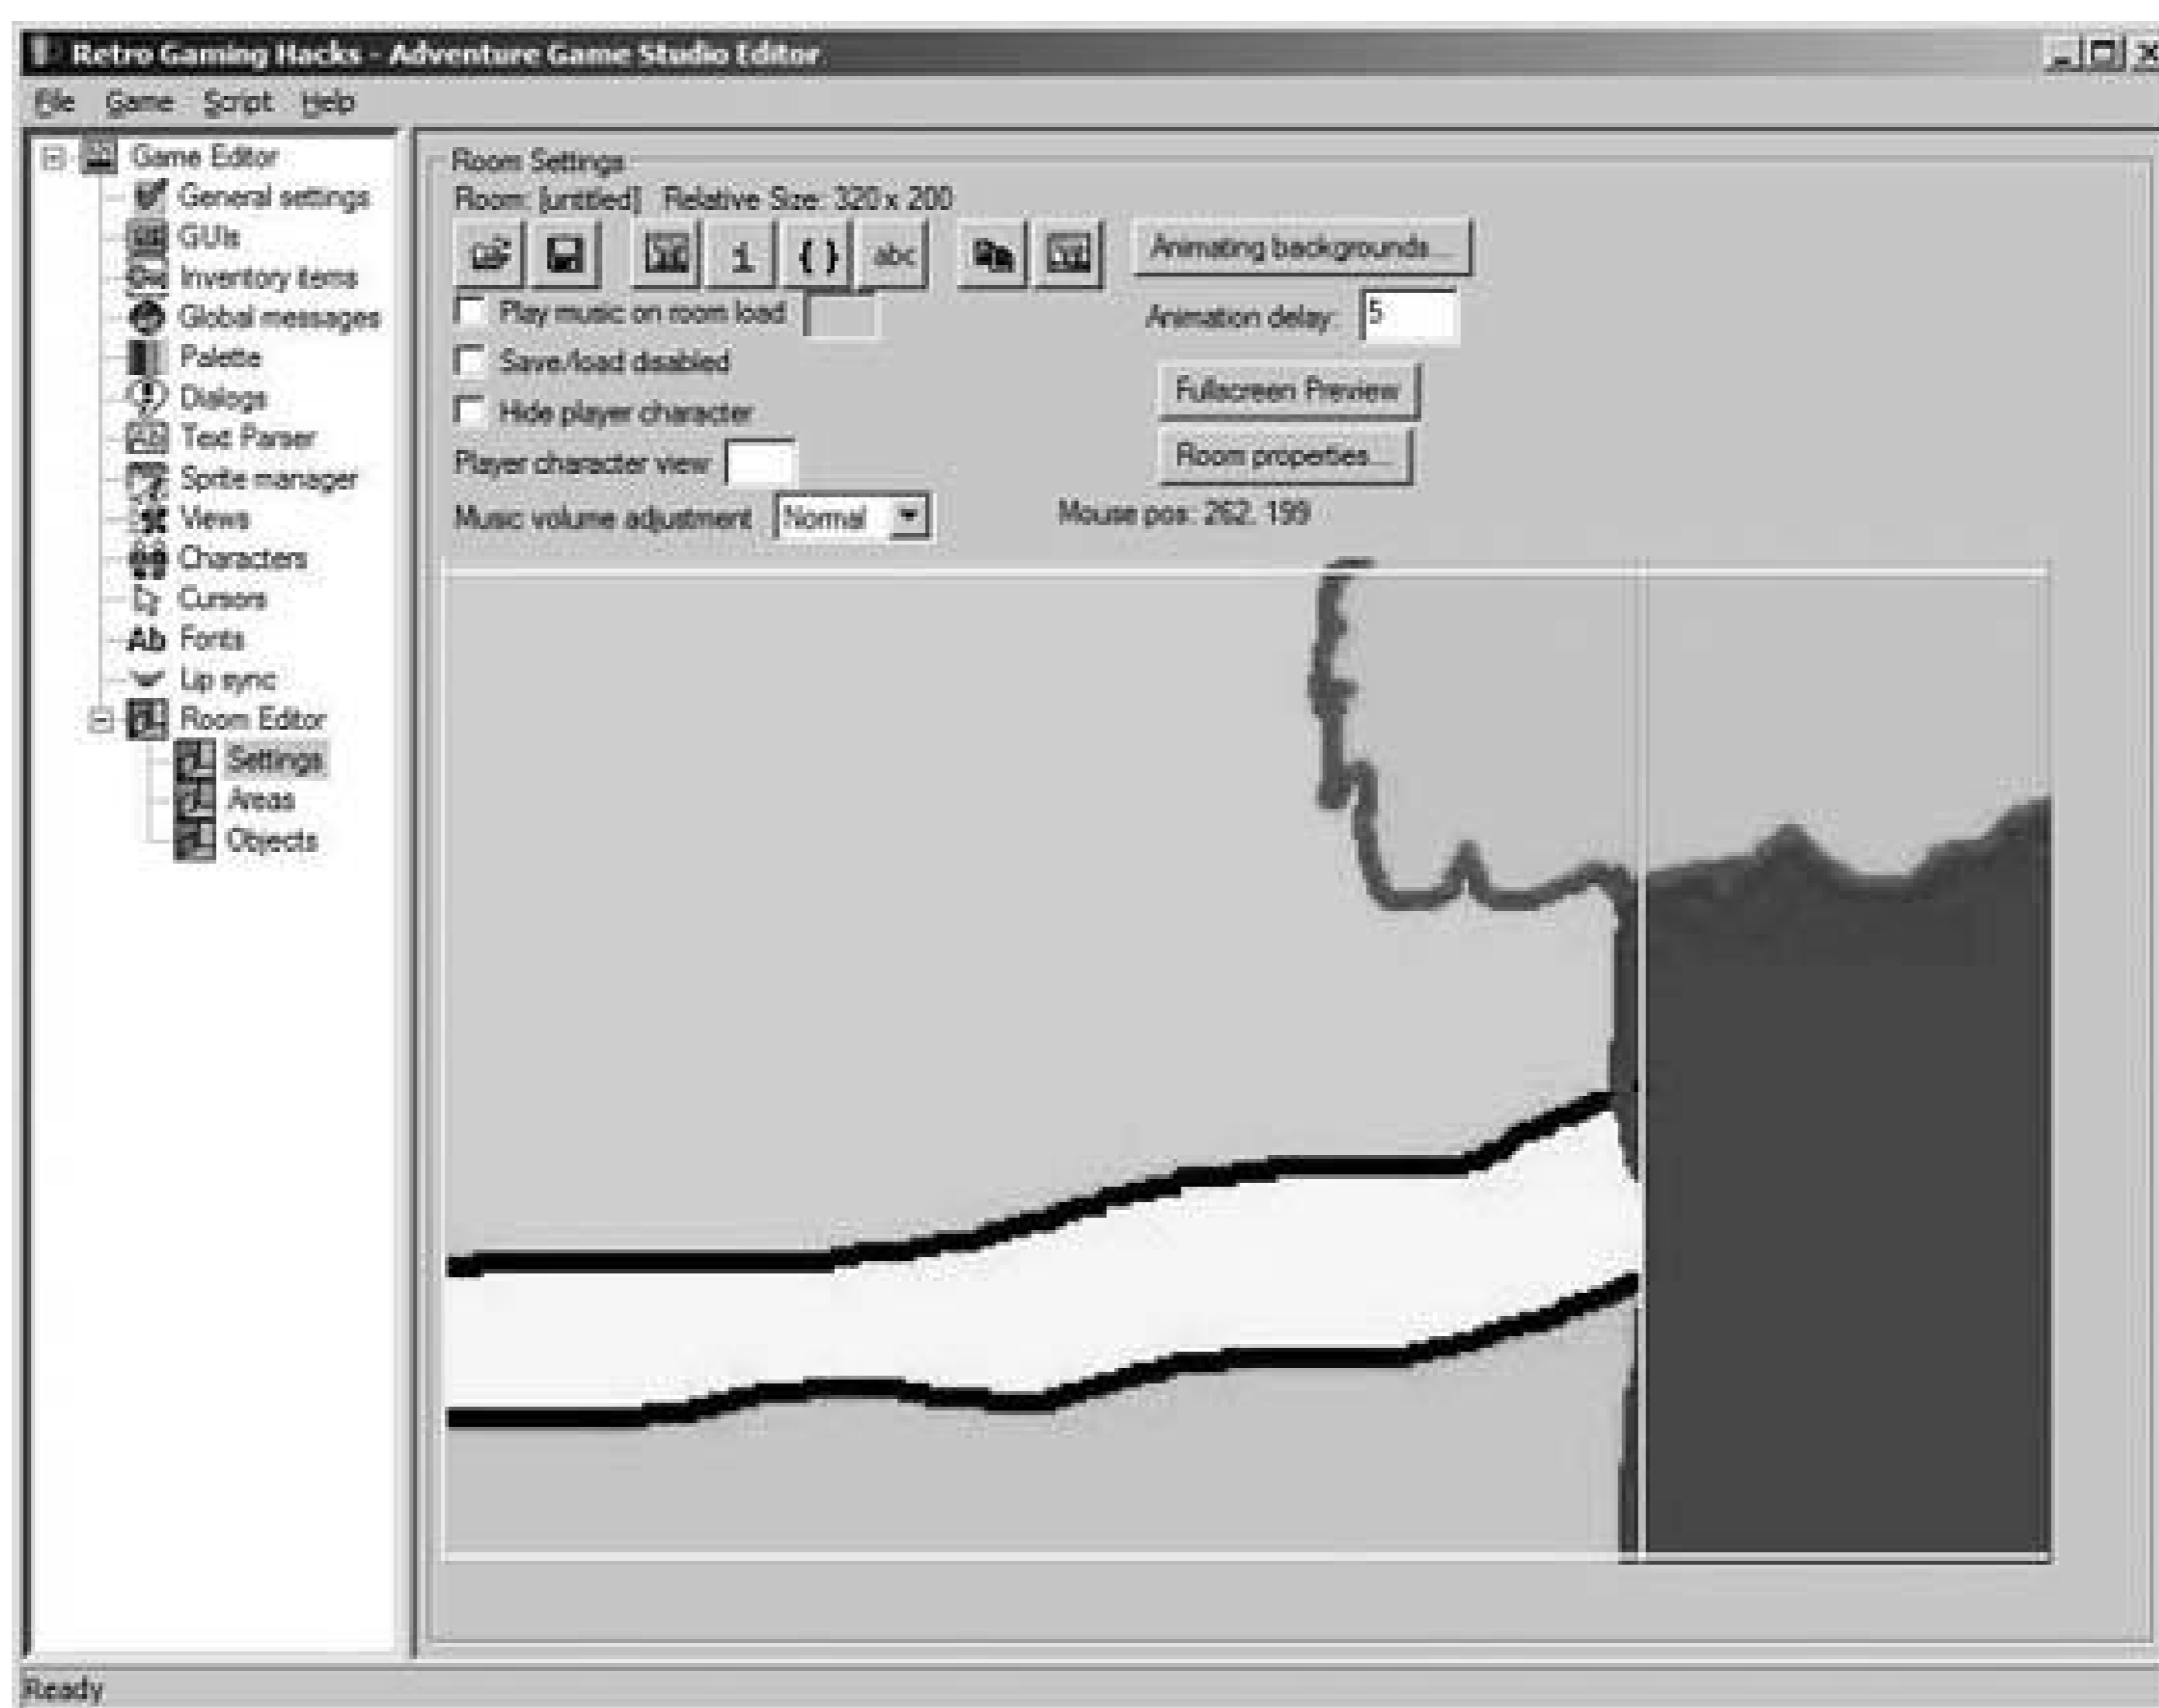 Retro Gaming Hacks - Adventure Game Studio Editor
File Game Script Help
Game Editor
General settings
GUIs
Inventory items
Global messages
Palette
Dialogs
Text Parser
Sprite manager
Views
Characters
Cursors
Ab Fonts
Lip sync
Room Editor
Settings
Areas
Objects
Room Settings
Room: [untitled] Relative Size: 320 x 200
i { } abc Animating backgrounds...
Play music on room load Animation delay: 5
Save/load disabled
Fullscreen Preview
Hide player character
Room properties...
Player character view
Music volume adjustment Normal Mouse pos: 262, 199
Ready